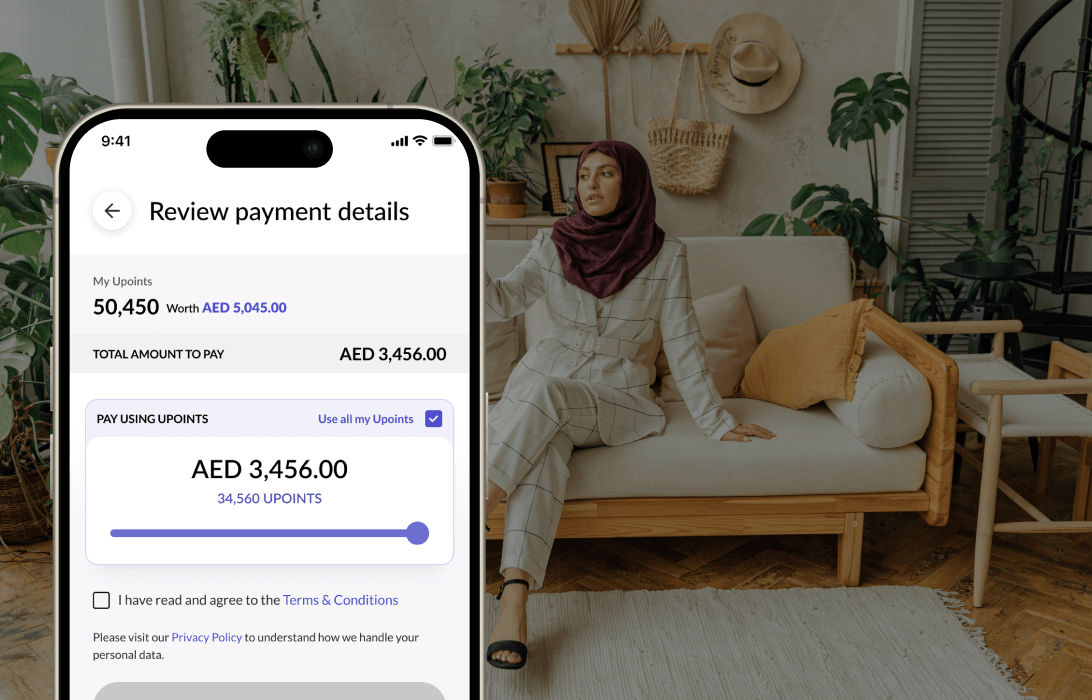 9:41
Review payment details
My Upoints
50,450 Worth AED 5,045.00
TOTAL AMOUNT TO PAY AED 3,456.00
PAY USING UPOINTS Use all my Upoints
AED 3,456.00
34,560 UPOINTS
I have read and agree to the Terms & Conditions
Please visit our Privacy Policy to understand how we handle your
personal data.